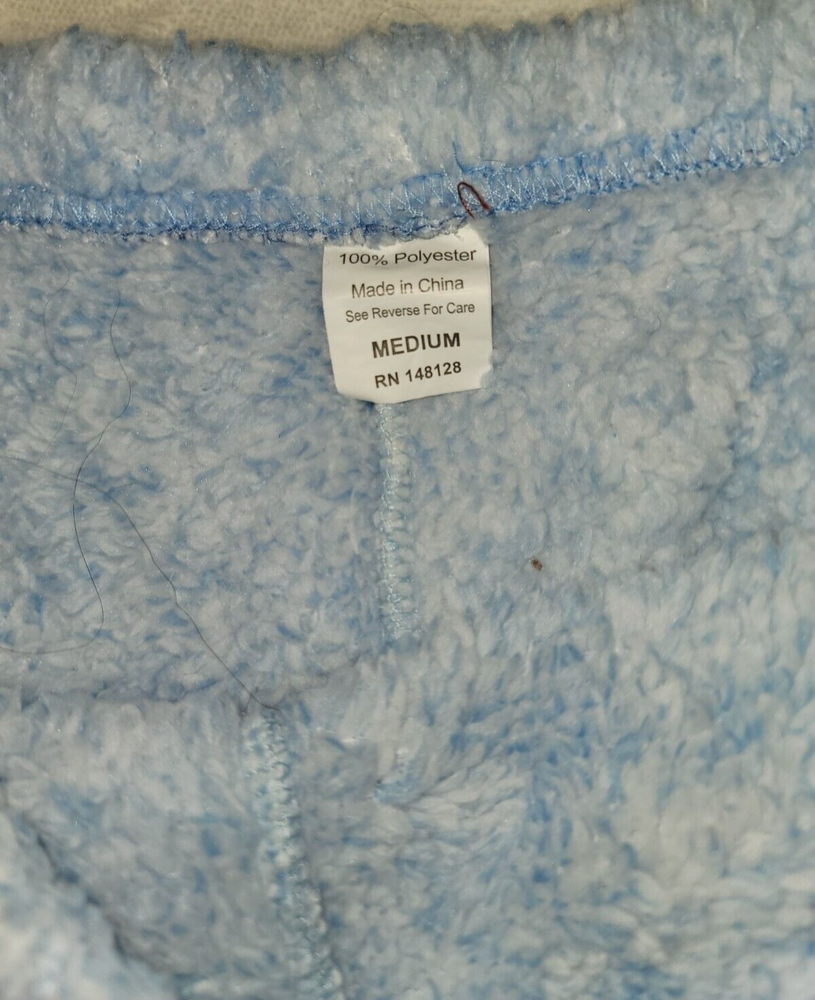 100% Polyester
Made in China
See Reverse For Care
MEDIUM
RN 148128